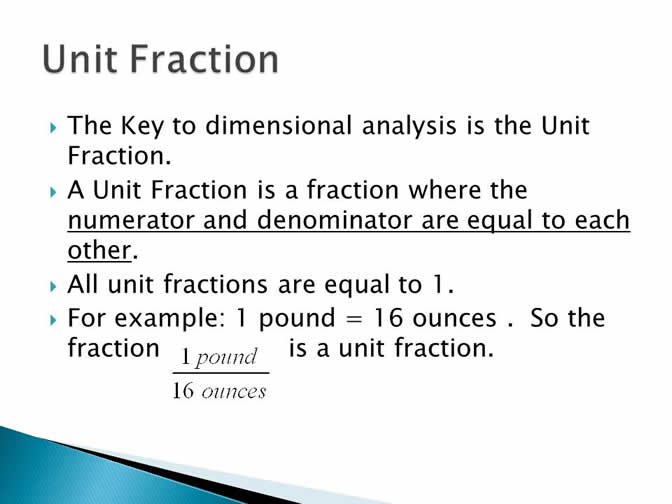 Unit Fraction
The Key to dimensional analysis is the Unit
Fraction.
A Unit Fraction is a fraction where the
numerator and denominator are equal to each
other.
All unit fractions are equal to 1.
For example: 1 pound = 16 ounces .  So the
fraction 1 pound is a unit fraction.
16 ounces